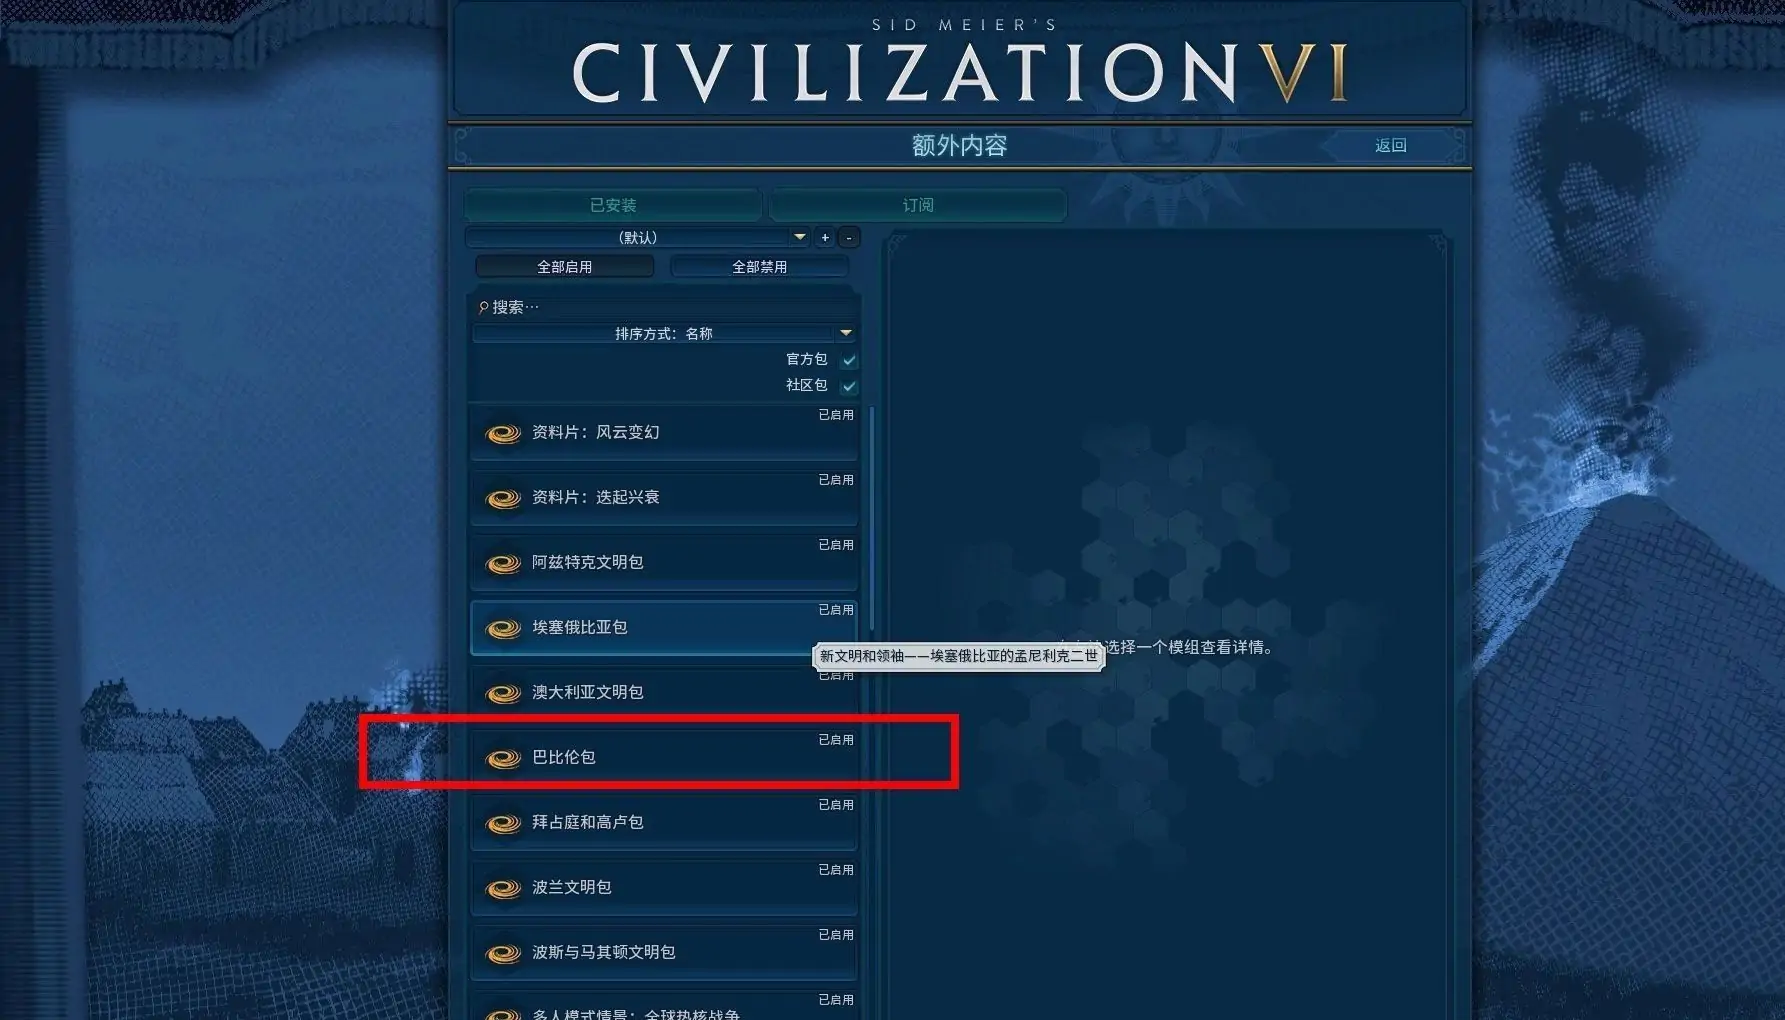 SID MEIER'S
CIVILIZATION VI
额外内容
返回
已安装
订阅
(默认)
+
-
全部启用
全部禁用
搜索…
排序方式：名称
官方包
社区包
已启用
资料片：风云变幻
已启用
资料片：迭起兴衰
已启用
阿兹特克文明包
已启用
埃塞俄比亚包
新文明和领袖——埃塞俄比亚的孟尼利克二世
选择一个模组查看详情。
已启用
澳大利亚文明包
已启用
巴比伦包
已启用
拜占庭和高卢包
已启用
波兰文明包
已启用
波斯与马其顿文明包
已启用
多人模式情景：全球热核战争